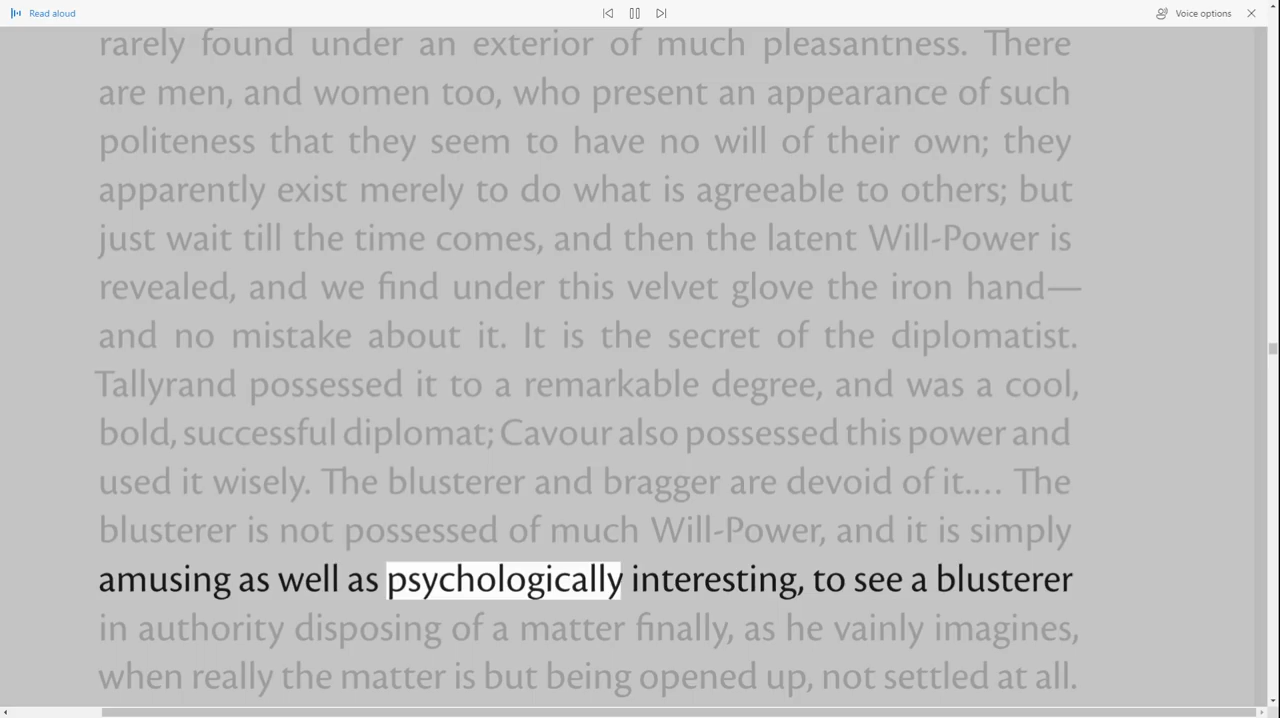 Read aloud
Voice options
rarely found under an exterior of much pleasantness. There
are men, and women too, who present an appearance of such
politeness that they seem to have no will of their own; they
apparently exist merely to do what is agreeable to others; but
just wait till the time comes, and then the latent Will-Power is
revealed, and we find under this velvet glove the iron hand—
and no mistake about it. It is the secret of the diplomatist.
Tallyrand possessed it to a remarkable degree, and was a cool,
bold, successful diplomat; Cavour also possessed this power and
used it wisely. The blusterer and bragger are devoid of it.... The
blusterer is not possessed of much Will-Power, and it is simply
amusing as well as psychologically interesting, to see a blusterer
in authority disposing of a matter finally, as he vainly imagines,
when really the matter is but being opened up, not settled at all.